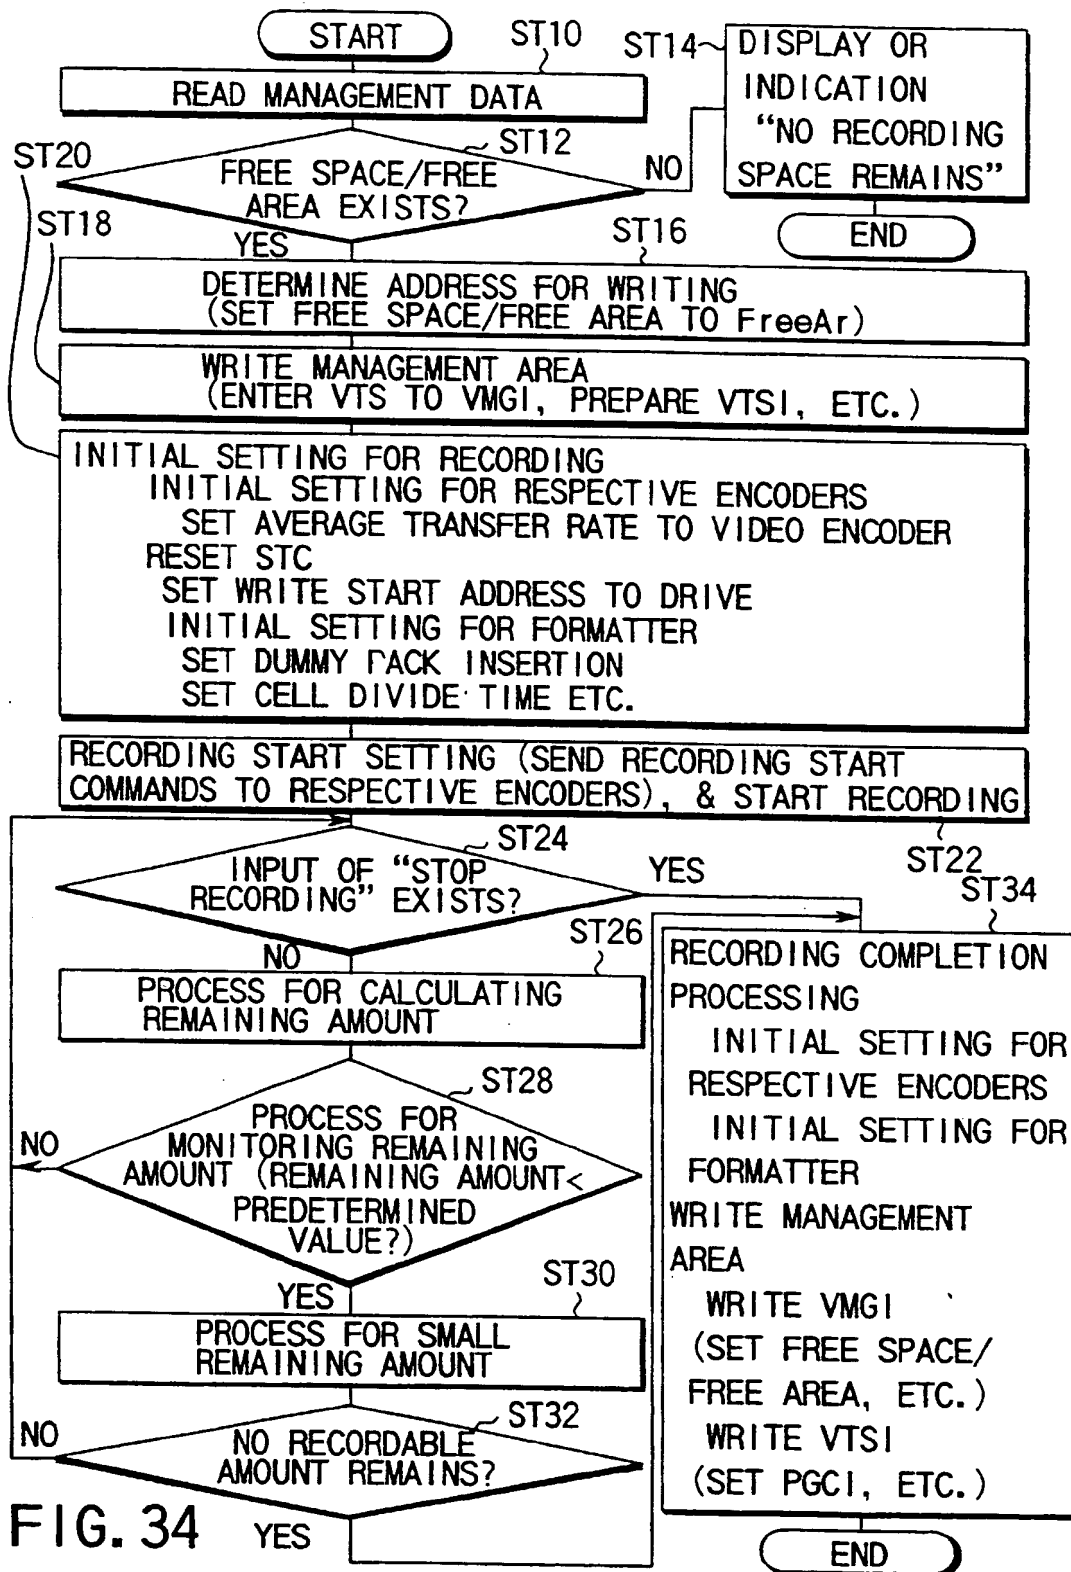 START
ST10
READ MANAGEMENT DATA
ST12
FREE SPACE/FREE
AREA EXISTS?
NO
YES
ST14
DISPLAY OR
INDICATION
“NO RECORDING
SPACE REMAINS”
END
ST16
DETERMINE ADDRESS FOR WRITING
(SET FREE SPACE/FREE AREA TO FreeAr)
ST18
WRITE MANAGEMENT AREA
(ENTER VTS TO VMGI, PREPARE VTSI, ETC.)
ST20
INITIAL SETTING FOR RECORDING
INITIAL SETTING FOR RESPECTIVE ENCODERS
SET AVERAGE TRANSFER RATE TO VIDEO ENCODER
RESET STC
SET WRITE START ADDRESS TO DRIVE
INITIAL SETTING FOR FORMATTER
SET DUMMY PACK INSERTION
SET CELL DIVIDE TIME ETC.
RECORDING START SETTING (SEND RECORDING START
COMMANDS TO RESPECTIVE ENCODERS), & START RECORDING
ST22
ST24
INPUT OF “STOP
RECORDING” EXISTS?
YES
NO
ST26
PROCESS FOR CALCULATING
REMAINING AMOUNT
ST28
PROCESS FOR
MONITORING REMAINING
AMOUNT (REMAINING AMOUNT<
PREDETERMINED
VALUE?)
NO
YES
ST30
PROCESS FOR SMALL
REMAINING AMOUNT
ST32
NO RECORDABLE
AMOUNT REMAINS?
NO
YES
ST34
RECORDING COMPLETION
PROCESSING
INITIAL SETTING FOR
RESPECTIVE ENCODERS
INITIAL SETTING FOR
FORMATTER
WRITE MANAGEMENT
AREA
WRITE VMGI
(SET FREE SPACE/
FREE AREA, ETC.)
WRITE VTSI
(SET PGCI, ETC.)
END
FIG. 34